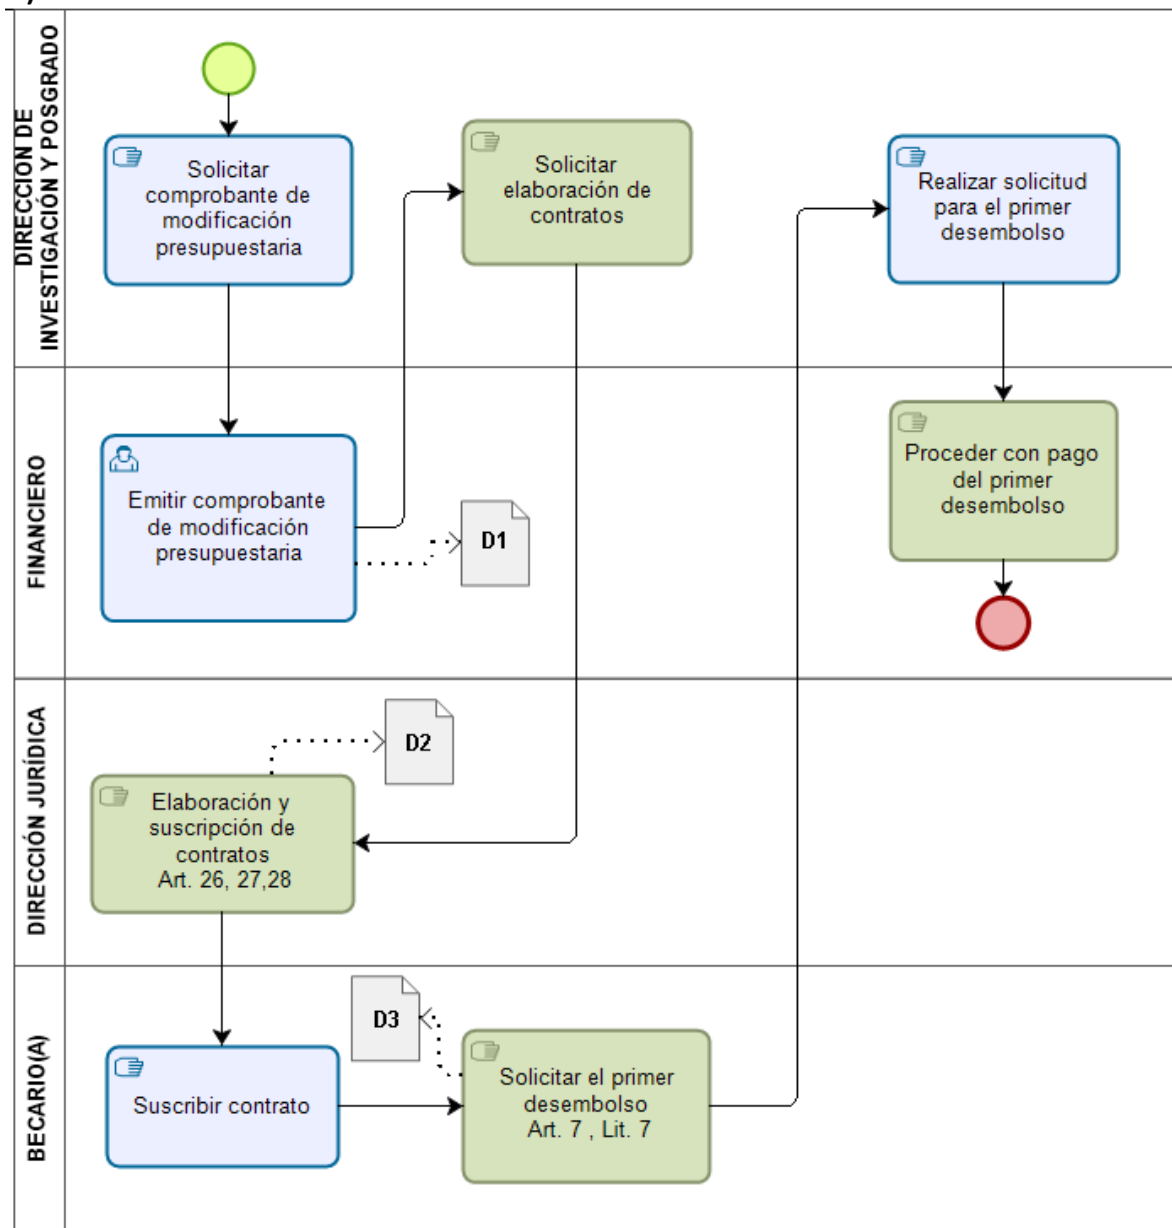 DIRECCIÓN DE
INVESTIGACIÓN Y POSGRADO
Solicitar
comprobante de
modificación
presupuestaria
Solicitar
elaboración de
contratos
Realizar solicitud
para el primer
desembolso
FINANCIERO
Emitir comprobante
de modificación
presupuestaria
D1
Proceder con pago
del primer
desembolso
DIRECCIÓN JURÍDICA
D2
Elaboración y
suscripción de
contratos
Art. 26, 27,28
BECARIO(A)
Suscribir contrato
D3
Solicitar el primer
desembolso
Art. 7 , Lit. 7